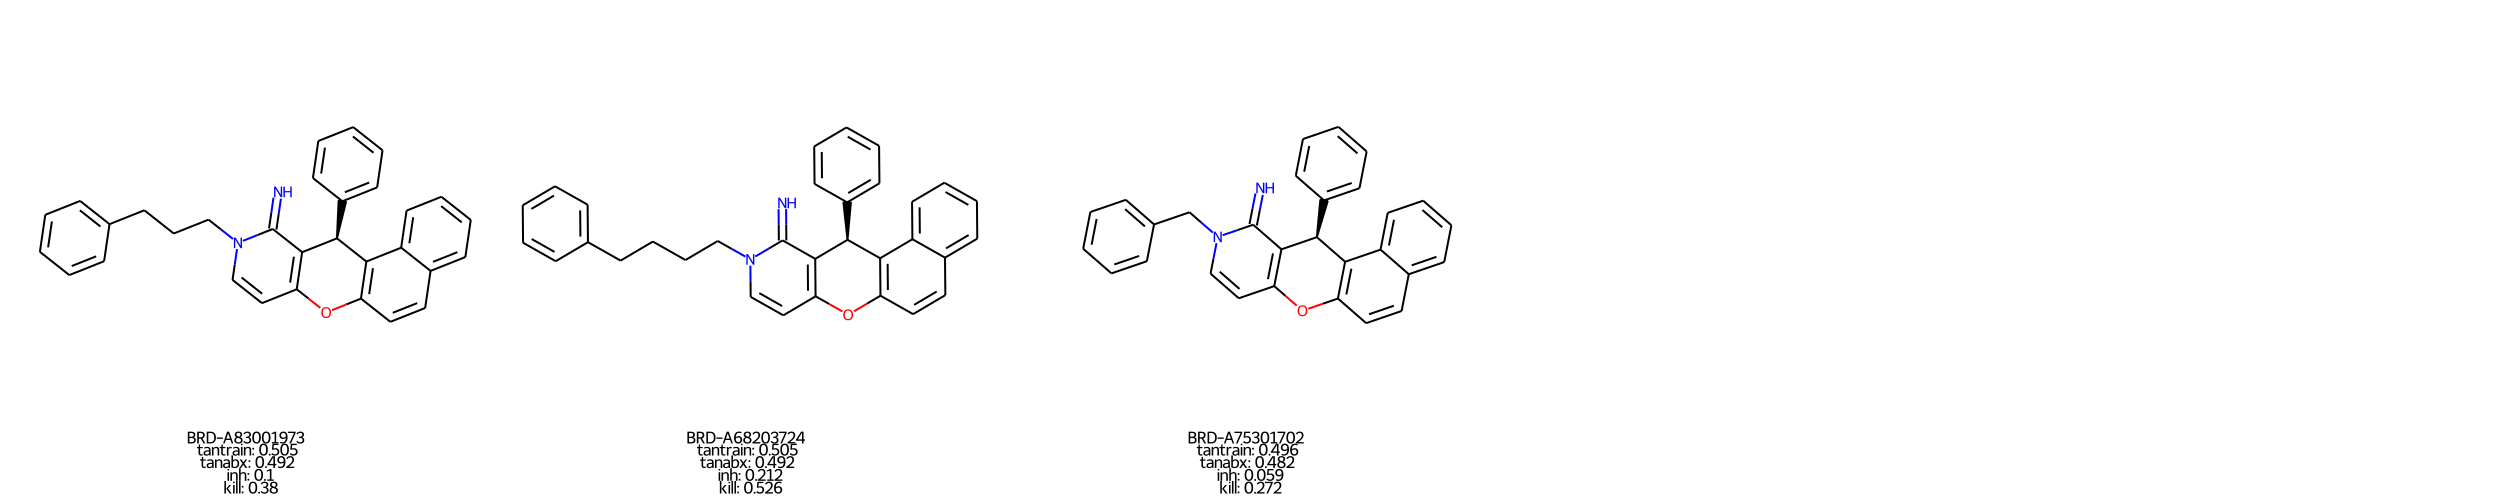 NH
N
O
NH
N
O
NH
N
O
BRD-A83001973
tantrain: 0.505
tanabx: 0.492
inh: 0.1
kill: 0.38
BRD-A68203724
tantrain: 0.505
tanabx: 0.492
inh: 0.212
kill: 0.526
BRD-A75301702
tantrain: 0.496
tanabx: 0.482
inh: 0.059
kill: 0.272